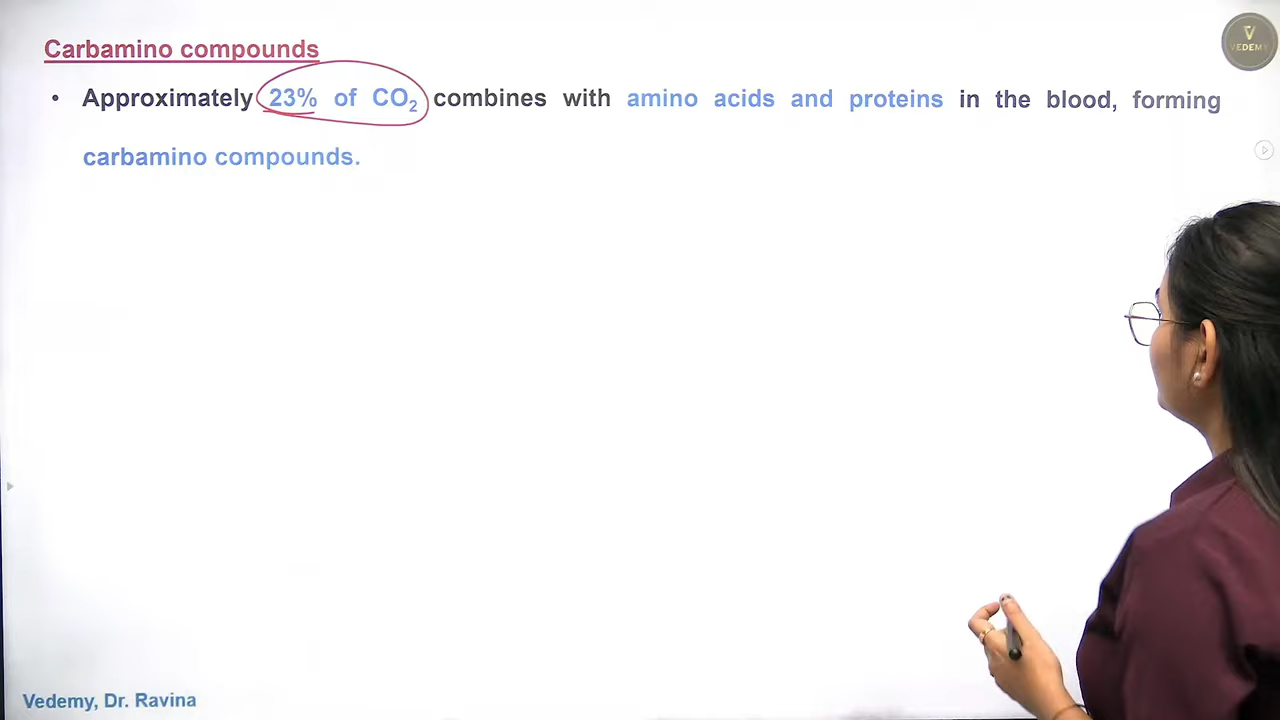 V
VEDEMY
Carbamino compounds
• Approximately 23% of CO₂ combines with amino acids and proteins in the blood, forming
carbamino compounds.
Vedemy, Dr. Ravina